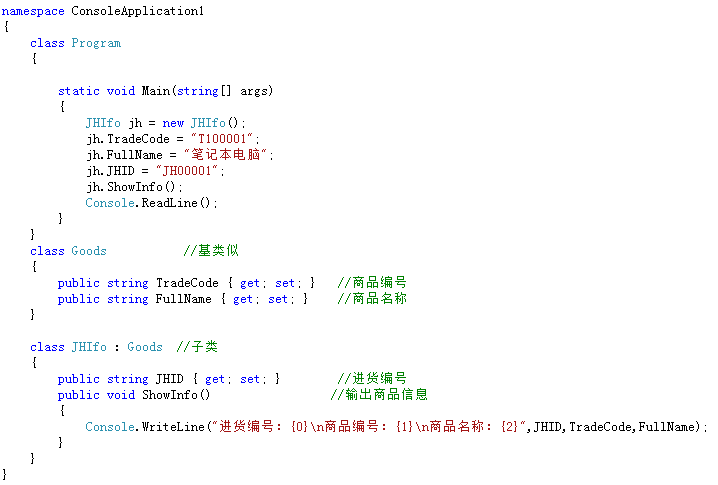 namespace ConsoleApplication1
{
    class Program
    {

        static void Main(string[] args)
        {
            JHIfo jh = new JHIfo();
            jh.TradeCode = "T100001";
            jh.FullName = "笔记本电脑";
            jh.JHID = "JH00001";
            jh.ShowInfo();
            Console.ReadLine();
        }
    }
    class Goods           //基类似
    {
        public string TradeCode { get; set; }   //商品编号
        public string FullName { get; set; }    //商品名称
    }

    class JHIfo : Goods  //子类
    {
        public string JHID { get; set; }        //进货编号
        public void ShowInfo()                 //输出商品信息
        {
            Console.WriteLine("进货编号：{0}\n商品编号：{1}\n商品名称：{2}",JHID,TradeCode,FullName);
        }
    }
}